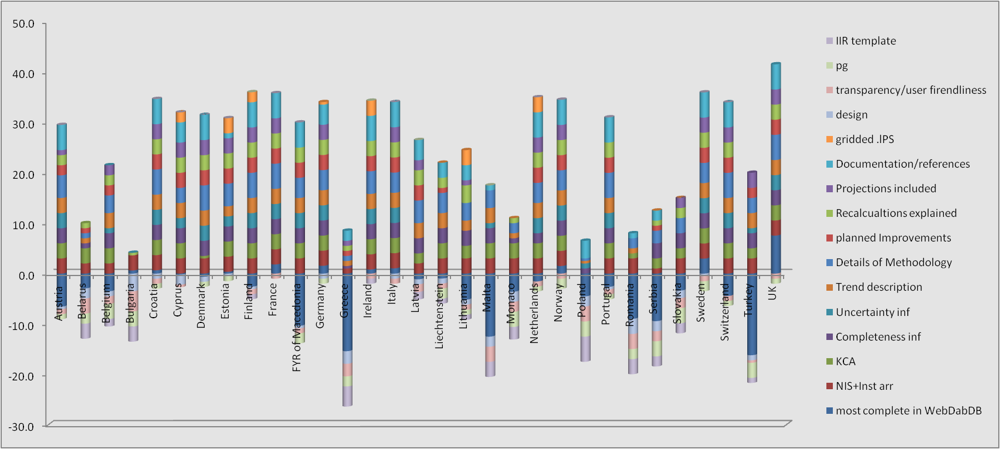 50.0
40.0
30.0
20.0
10.0
0.0
-10.0
-20.0
-30.0
Austria
Belarus
Belgium
Bulgaria
Croatia
Cyprus
Denmark
Estonia
Finland
France
FYR of Macedonia
Germany
Greece
Ireland
Italy
Latvia
Liechtenstein
Lithuania
Malta
Monaco
Netherlands
Norway
Poland
Portugal
Romania
Serbia
Slovakia
Sweden
Switzerland
Turkey
UK
IIR template
pg
transparency/user firendliness
design
gridded .lPS
Documentation/references
Projections included
Recalcualtions explained
planned Improvements
Details of Methodology
Trend description
Uncertainty inf
Completeness inf
KCA
NIS+Inst arr
most complete in WebDabDB